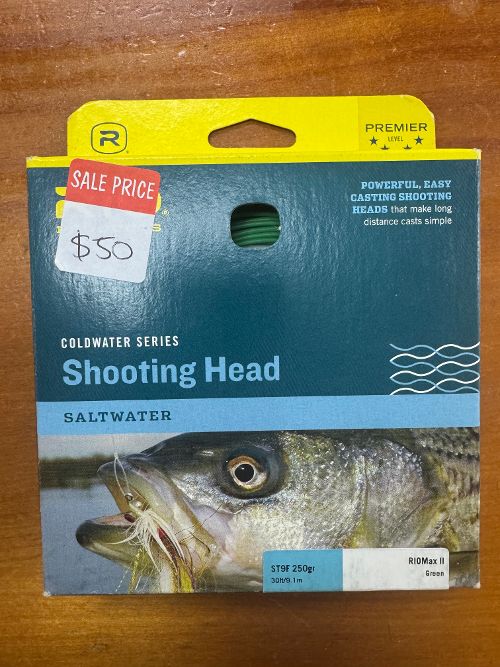 R
PREMIER
LEVEL
SALE PRICE
$50
POWERFUL, EASY
CASTING SHOOTING
HEADS that make long
distance casts simple
COLDWATER SERIES
Shooting Head
SALTWATER
ST9F 250gr
30ft/9.1m
RIOMax II
Green